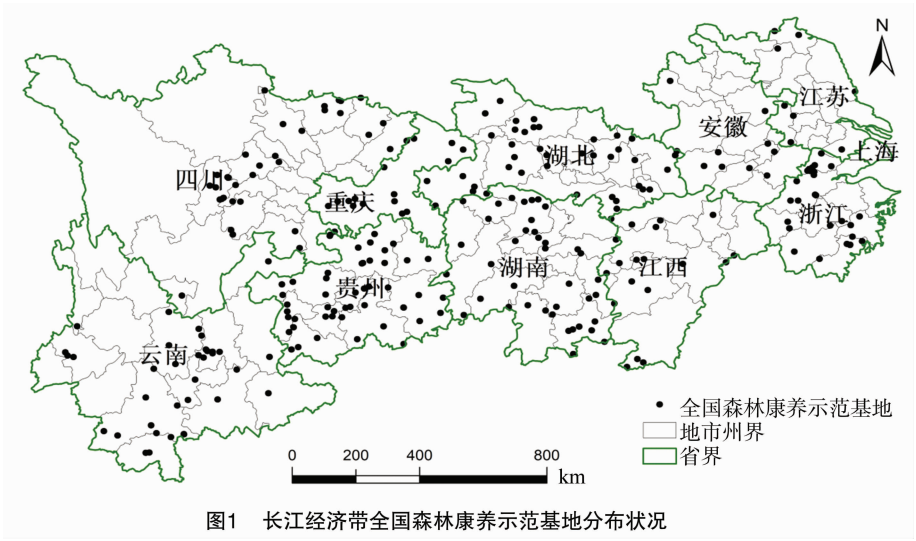 N
江苏
安徽
上海
湖北
四川
重庆
浙江
湖南
江西
贵州
云南
全国森林康养示范基地
地市州界
省界
0 200 400 800
km
图1 长江经济带全国森林康养示范基地分布状况